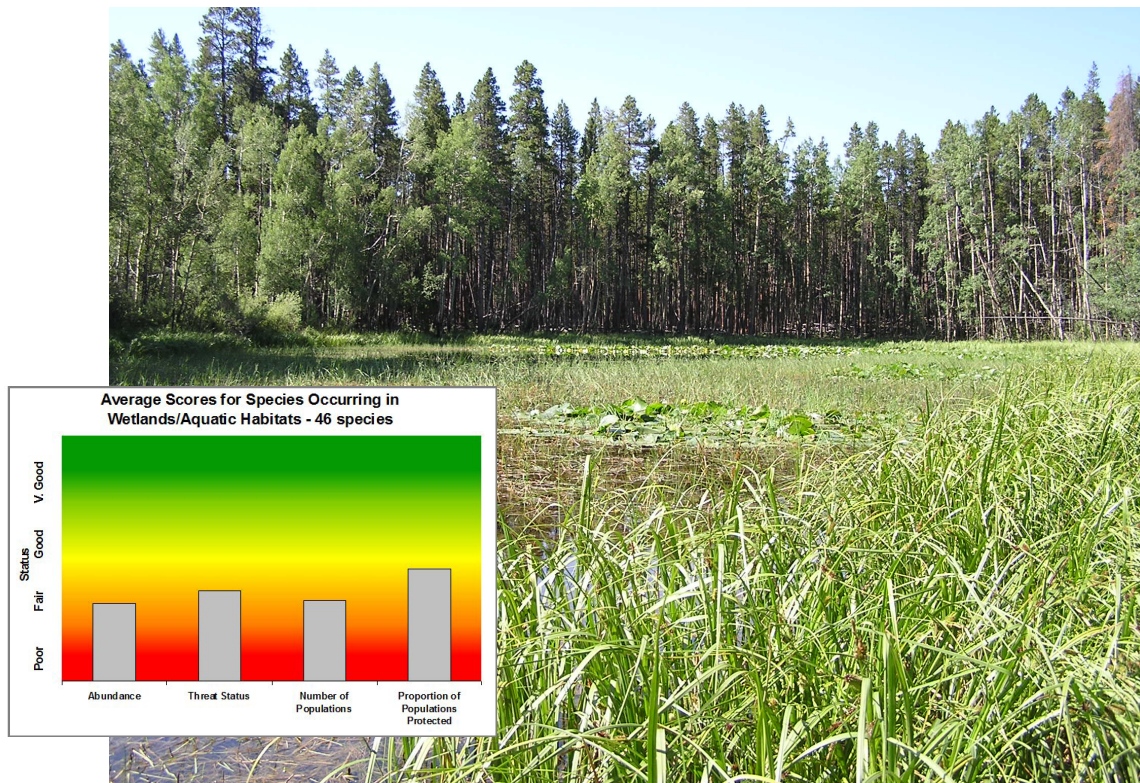 Average Scores for Species Occurring in
Wetlands/Aquatic Habitats - 46 species
V. Good
Good
Fair
Poor
Status
Abundance
Threat Status
Number of
Populations
Proportion of
Populations
Protected